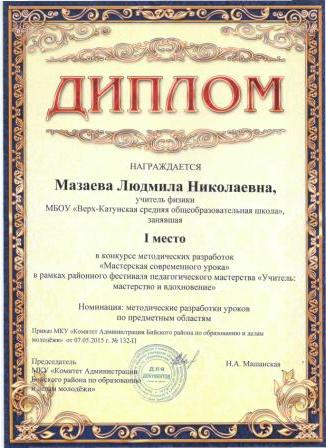 ДИПЛОМ
НАГРАЖДАЕТСЯ
Мазаева Людмила Николаевна,
учитель физики
МБОУ «Верх-Катунская средняя общеобразовательная школа»,
занявшая
I место
в конкурсе методических разработок
«Мастерская современного урока»
в рамках районного фестиваля педагогического мастерства «Учитель:
мастерство и вдохновение»
Номинация: методические разработки уроков
по предметным областям
Приказ МКУ «Комитет Администрации Бийского района по образованию и делам
молодёжи» от 07.05.2015 г. № 132-П
Председатель
МКУ «Комитет Администрации
Бийского района по образованию
и делам молодёжи»
Н.А. Машанская
ДЛЯ
ДОКУМЕНТОВ